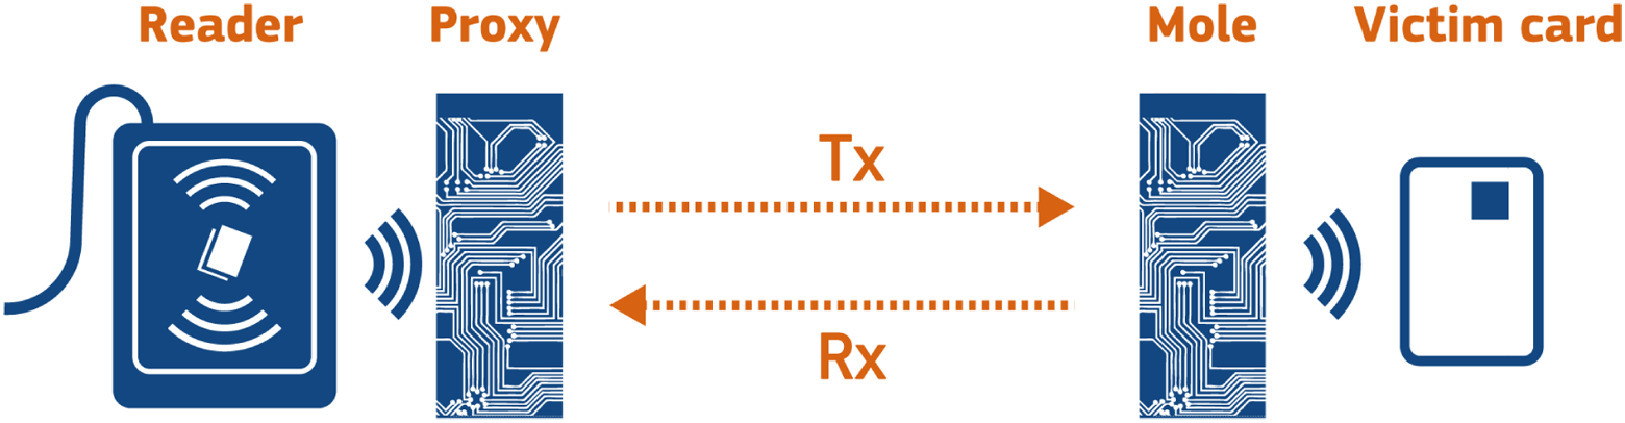 Reader
Proxy
Mole
Victim card
Tx
Rx